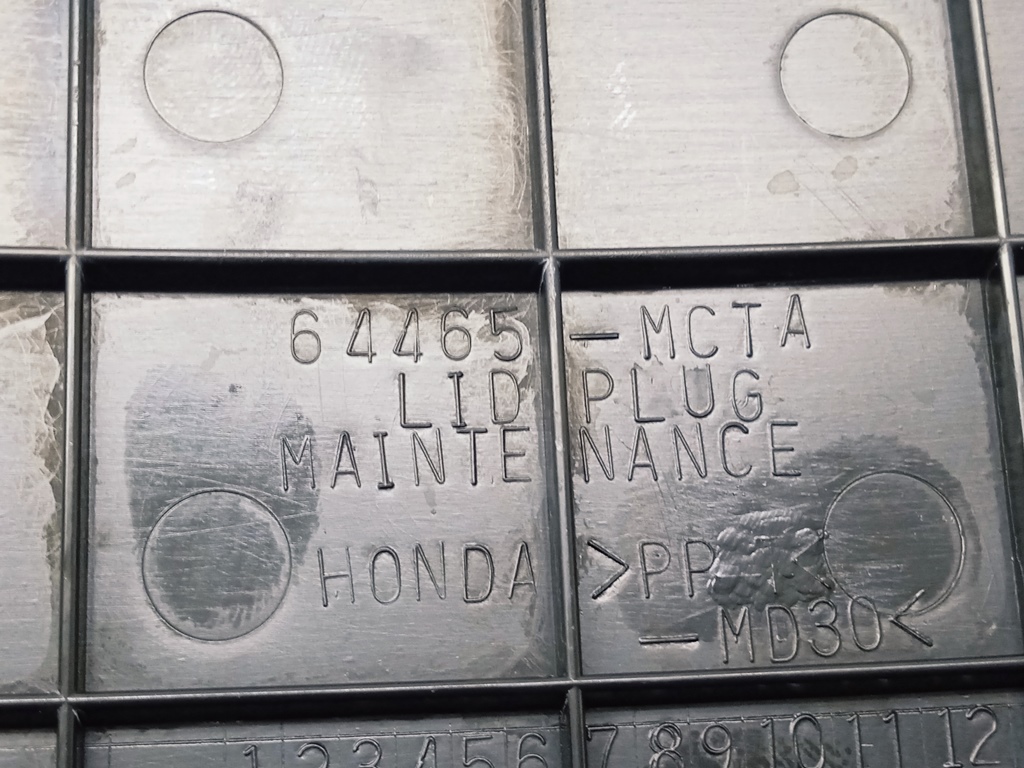 64465-MCTA
LID PLUG
MAINTENANCE
HONDA >PP
-MD30<
1 2 3 4 5 6 7 8 9 10 11 12